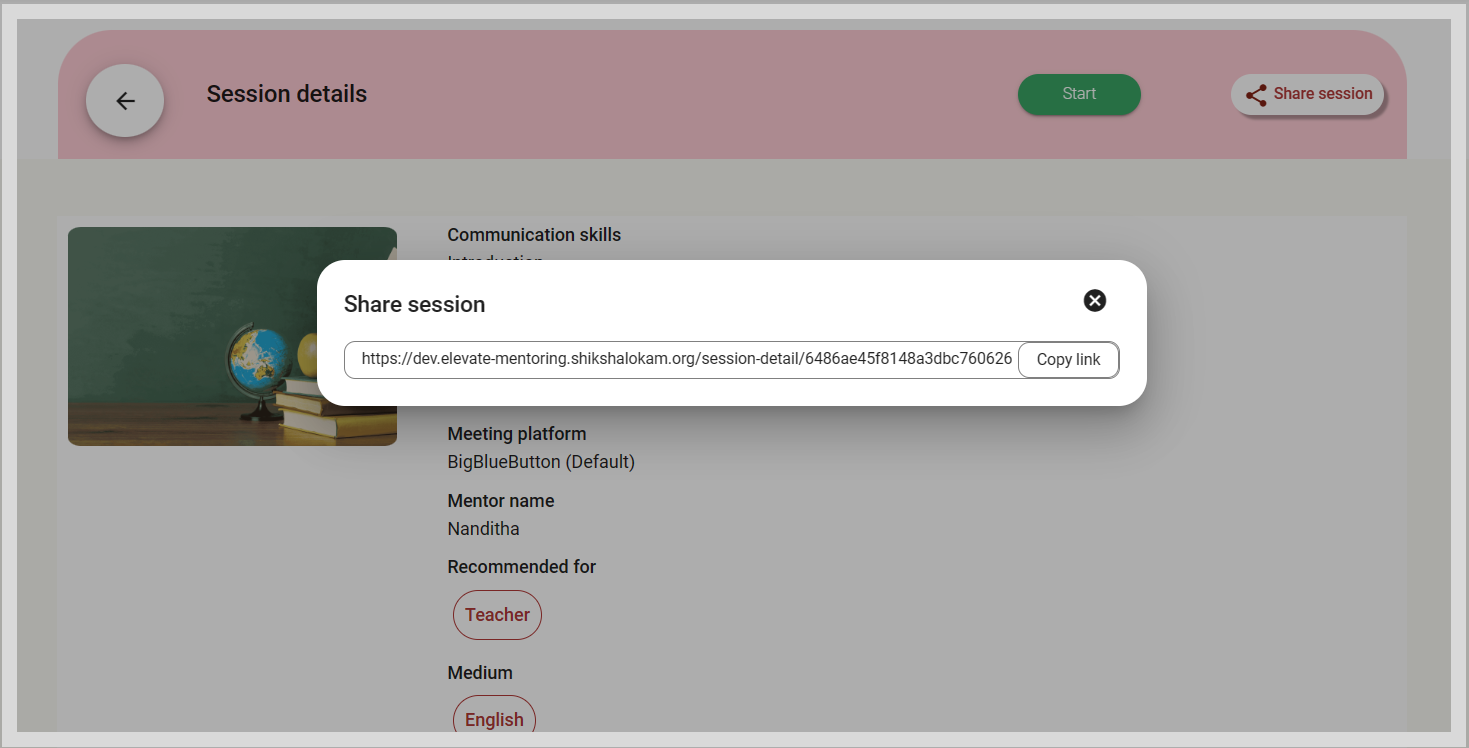 Session details
Start
Share session
Communication skills
Share session
https://dev.elevate-mentoring.shikshalokam.org/session-detail/6486ae45f8148a3dbc760626
Copy link
Meeting platform
BigBlueButton (Default)
Mentor name
Nanditha
Recommended for
Teacher
Medium
English